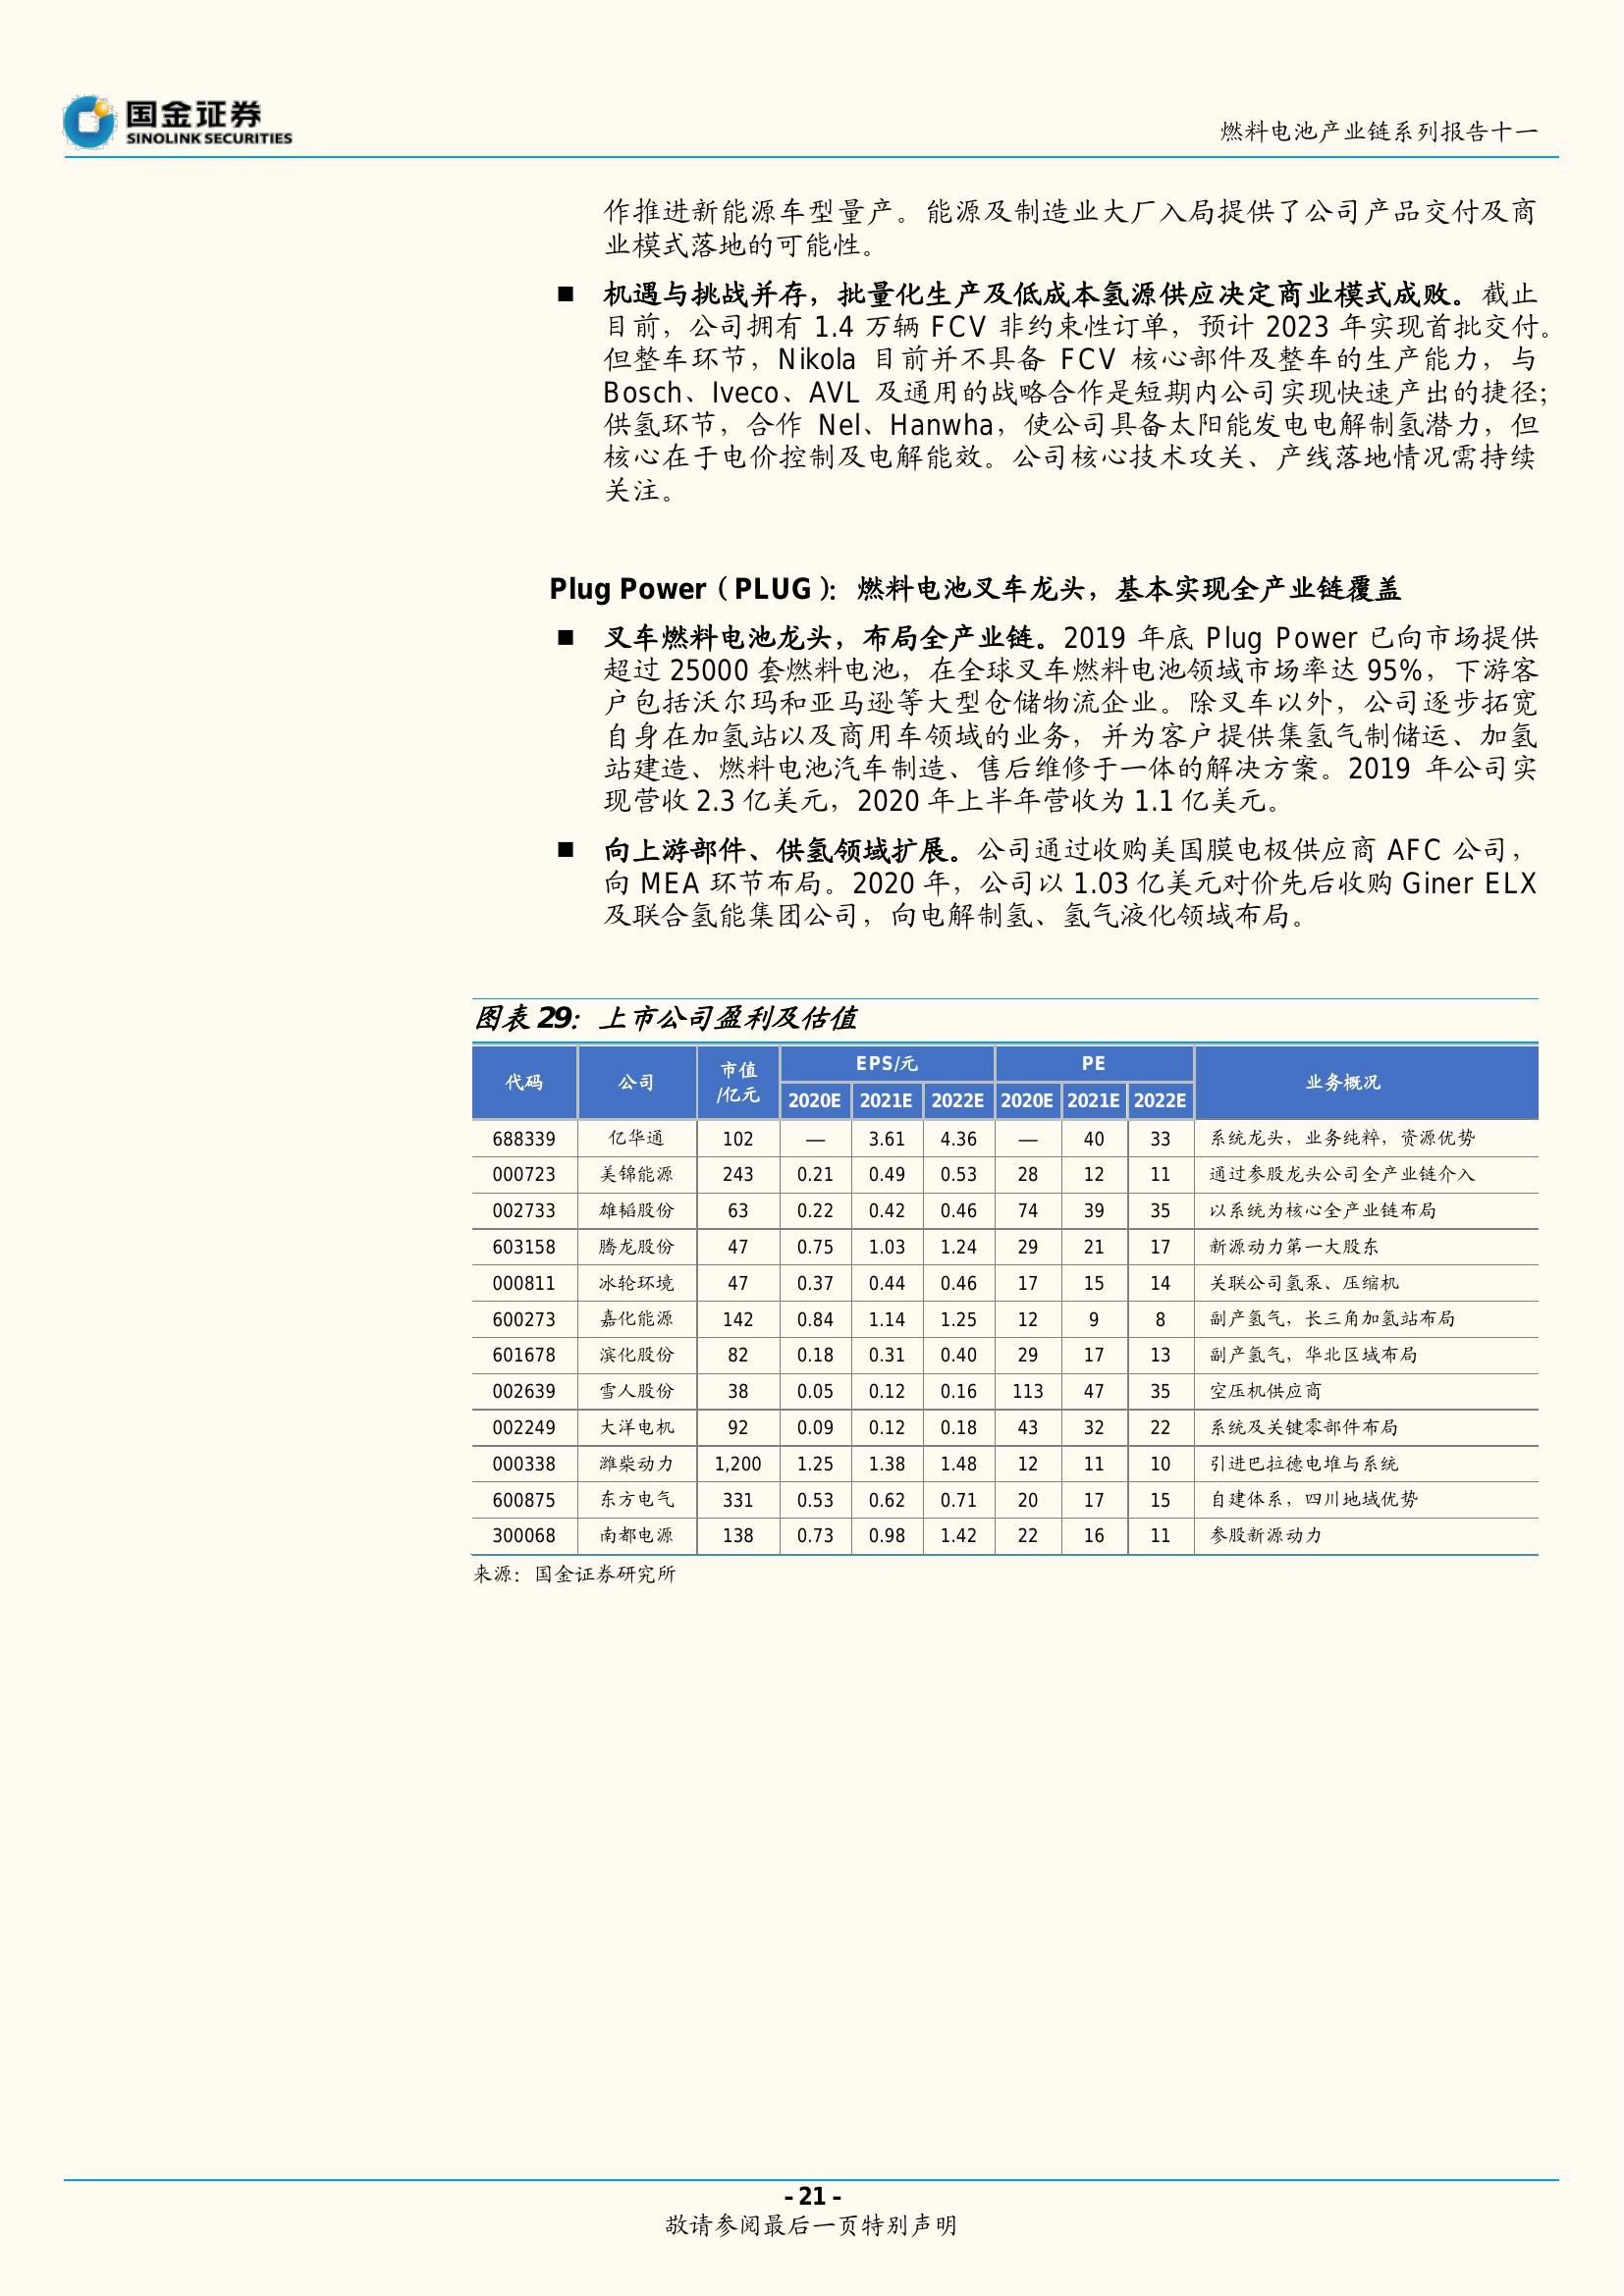 国金证券
SINOLINK SECURITIES
燃料电池产业链系列报告十一
作推进新能源车型量产。能源及制造业大厂入局提供了公司产品交付及商
业模式落地的可能性。
■ 机遇与挑战并存，批量化生产及低成本氢源供应决定商业模式成败。截止
目前，公司拥有 1.4 万辆 FCV 非约束性订单，预计 2023 年实现首批交付。
但整车环节，Nikola 目前并不具备 FCV 核心部件及整车的生产能力，与
Bosch、Iveco、AVL 及通用的战略合作是短期内公司实现快速产出的捷径；
供氢环节，合作 Nel、Hanwha，使公司具备太阳能发电电解制氢潜力，但
核心在于电价控制及电解能效。公司核心技术攻关、产线落地情况需持续
关注。
Plug Power（PLUG）：燃料电池叉车龙头，基本实现全产业链覆盖
■ 叉车燃料电池龙头，布局全产业链。2019 年底 Plug Power 已向市场提供
超过 25000 套燃料电池，在全球叉车燃料电池领域市场率达 95%，下游客
户包括沃尔玛和亚马逊等大型仓储物流企业。除叉车以外，公司逐步拓宽
自身在加氢站以及商用车领域的业务，并为客户提供集氢气制储运、加氢
站建造、燃料电池汽车制造、售后维修于一体的解决方案。2019 年公司实
现营收 2.3 亿美元，2020 年上半年营收为 1.1 亿美元。
■ 向上游部件、供氢领域扩展。公司通过收购美国膜电极供应商 AFC 公司，
向 MEA 环节布局。2020 年，公司以 1.03 亿美元对价先后收购 Giner ELX
及联合氢能集团公司，向电解制氢、氢气液化领域布局。
图表 29：上市公司盈利及估值
代码 公司 市值/亿元 EPS/元 PE 业务概况
2020E 2021E 2022E 2020E 2021E 2022E
688339 亿华通 102 — 3.61 4.36 — 40 33 系统龙头，业务纯粹，资源优势
000723 美锦能源 243 0.21 0.49 0.53 28 12 11 通过参股龙头公司全产业链介入
002733 雄韬股份 63 0.22 0.42 0.46 74 39 35 以系统为核心全产业链布局
603158 腾龙股份 47 0.75 1.03 1.24 29 21 17 新源动力第一大股东
000811 冰轮环境 47 0.37 0.44 0.46 17 15 14 关联公司氢泵、压缩机
600273 嘉化能源 142 0.84 1.14 1.25 12 9 8 副产氢气，长三角加氢站布局
601678 滨化股份 82 0.18 0.31 0.40 29 17 13 副产氢气，华北区域布局
002639 雪人股份 38 0.05 0.12 0.16 113 47 35 空压机供应商
002249 大洋电机 92 0.09 0.12 0.18 43 32 22 系统及关键零部件布局
000338 潍柴动力 1,200 1.25 1.38 1.48 12 11 10 引进巴拉德电堆与系统
600875 东方电气 331 0.53 0.62 0.71 20 17 15 自建体系，四川地域优势
300068 南都电源 138 0.73 0.98 1.42 22 16 11 参股新源动力
来源：国金证券研究所
- 21 -
敬请参阅最后一页特别声明